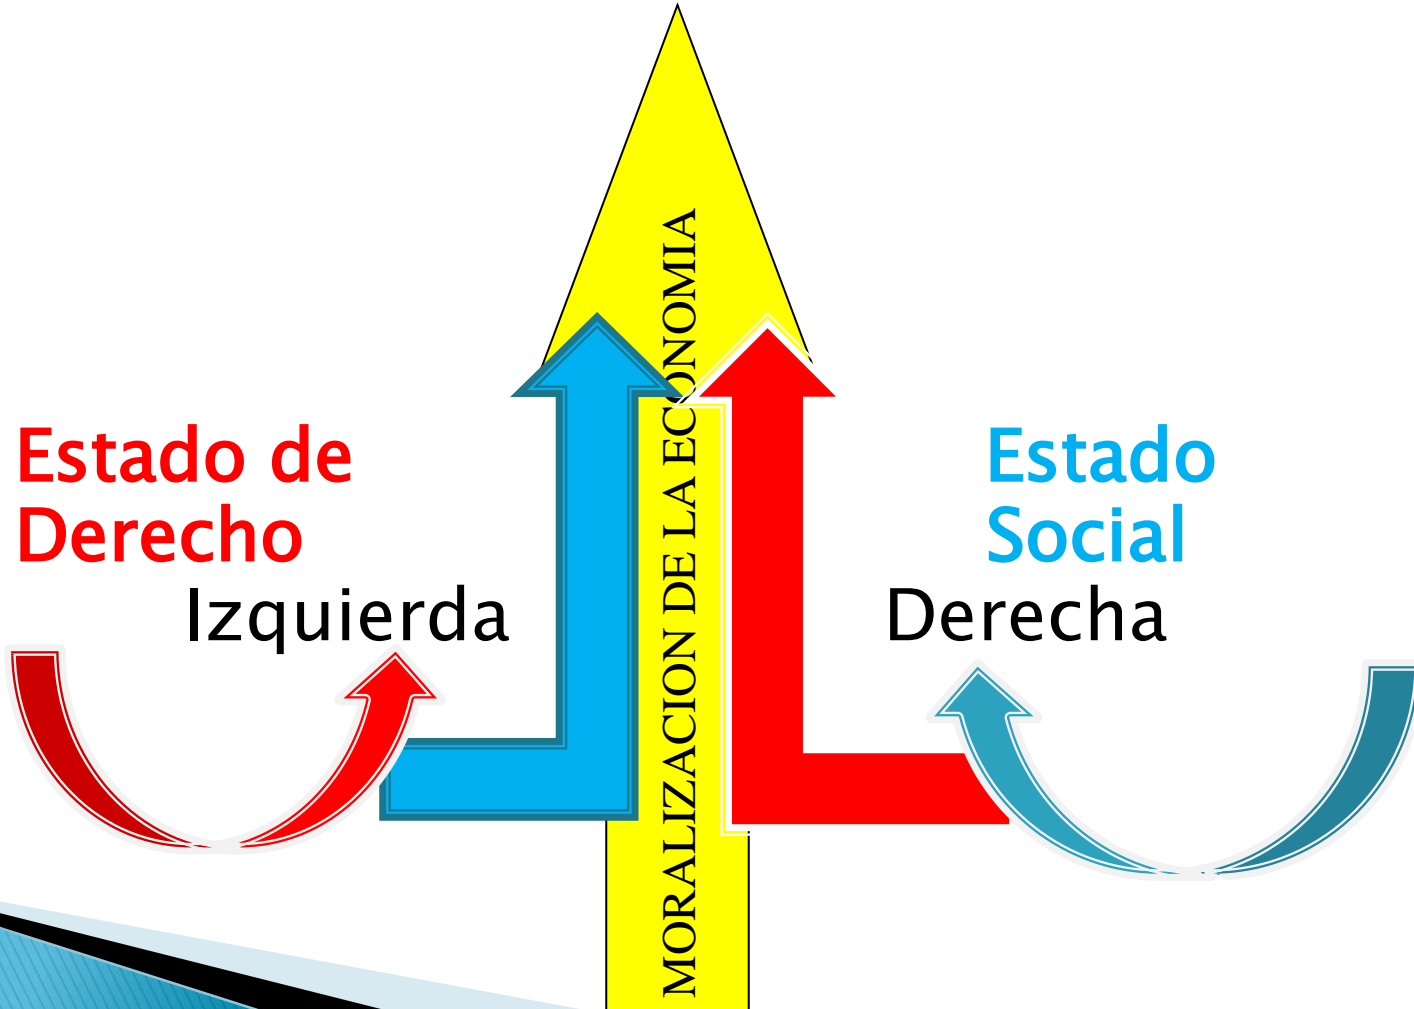 Estado de
Derecho
Izquierda
MORALIZACION DE LA ECONOMIA
Estado
Social
Derecha